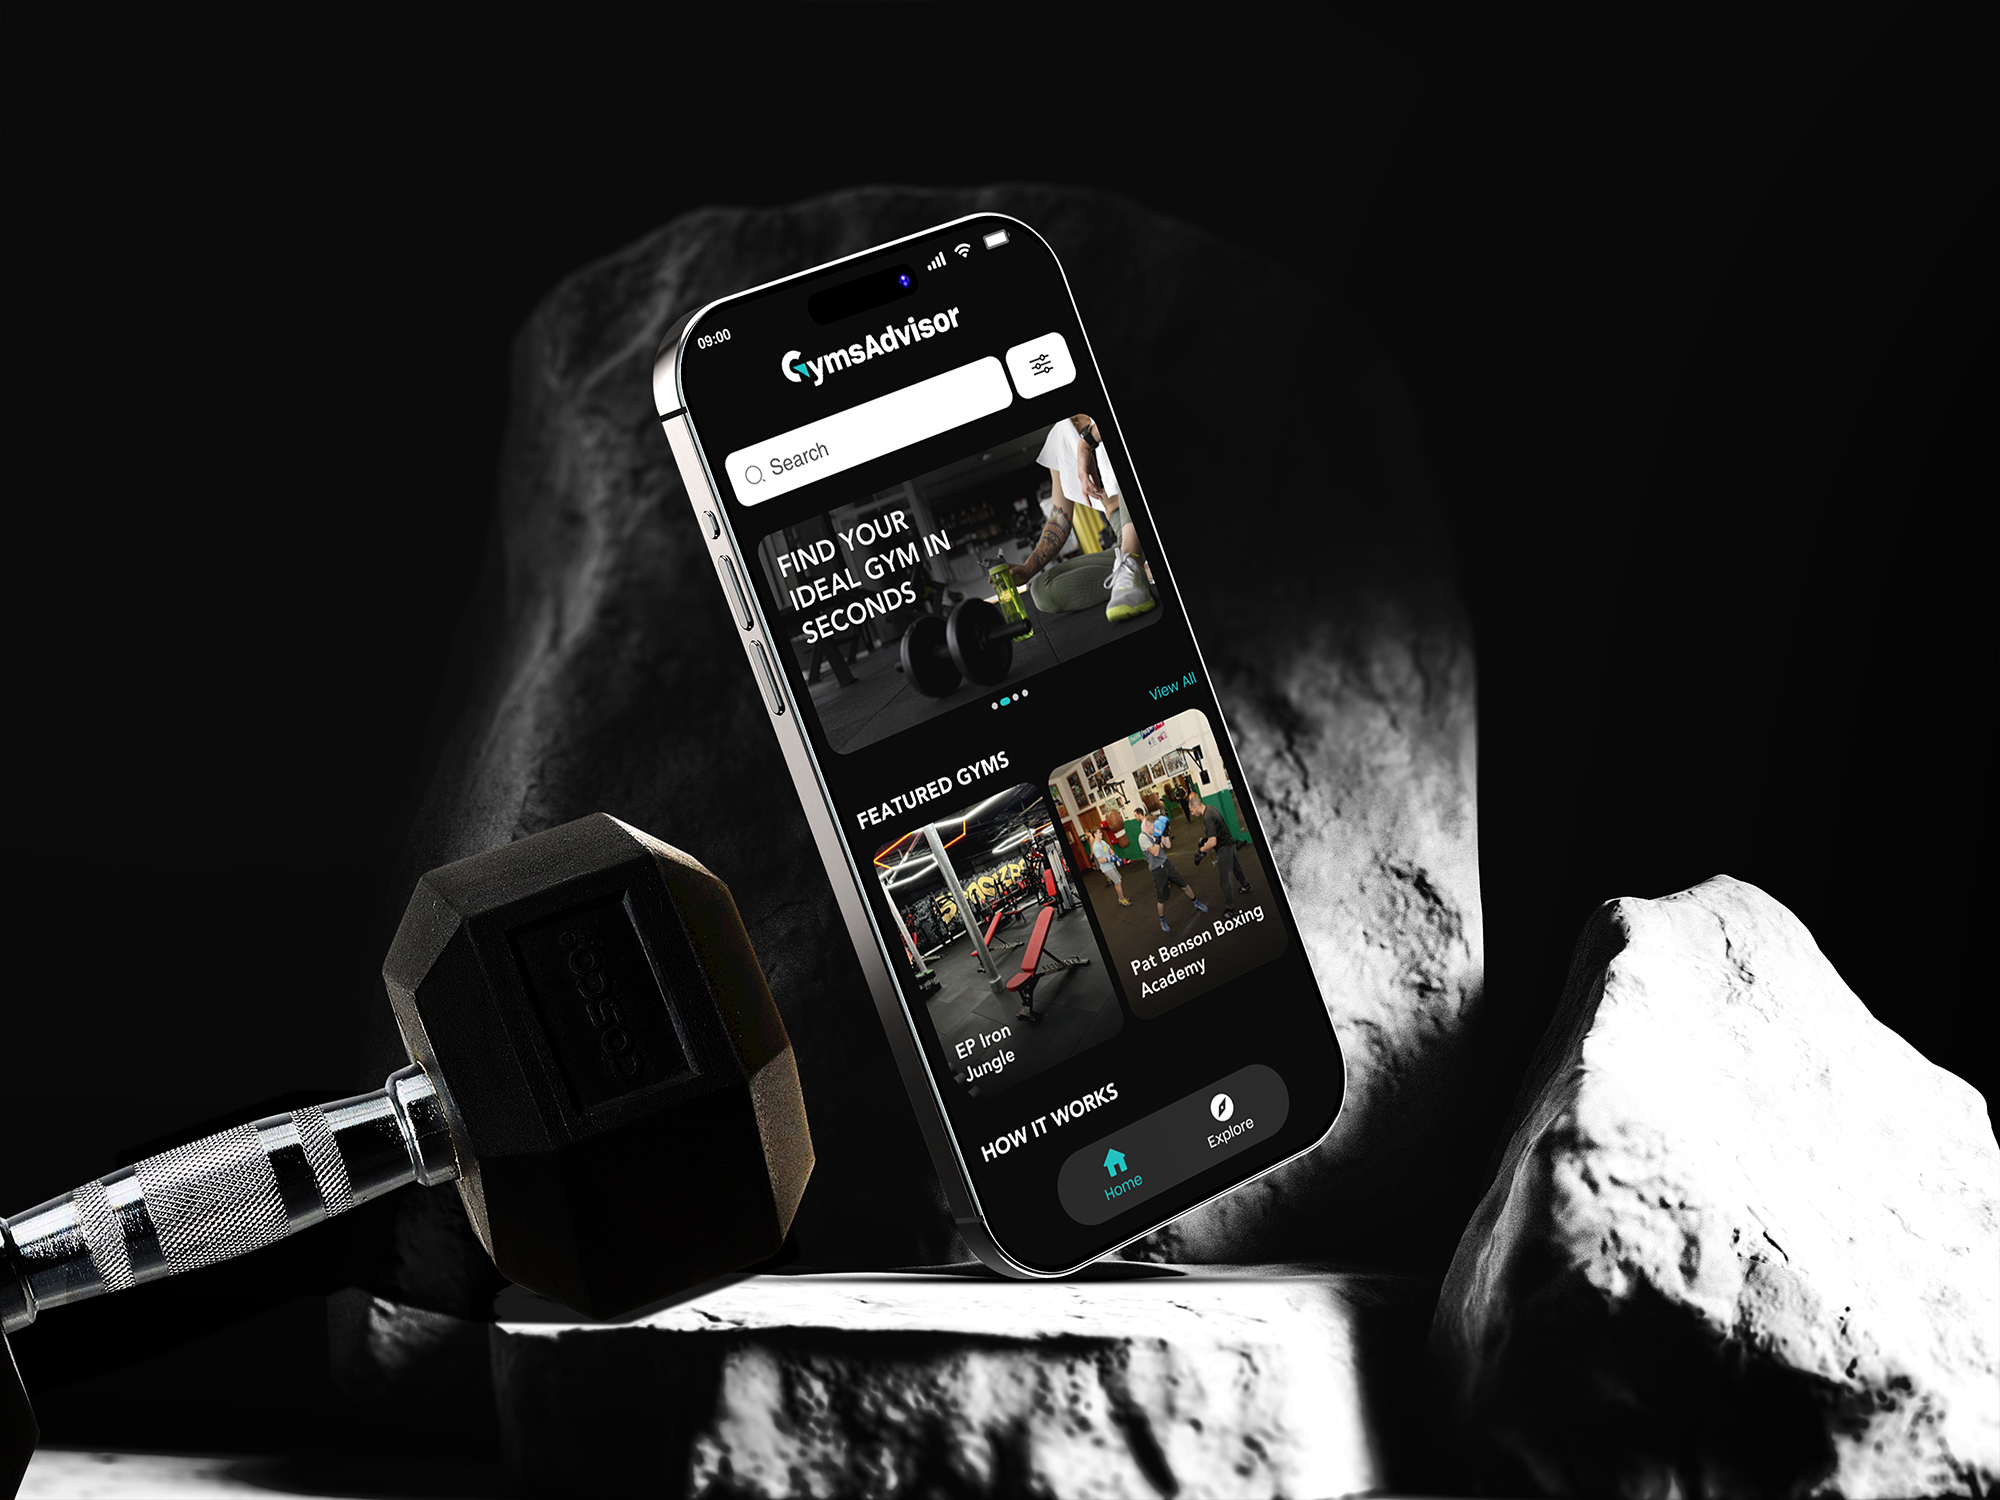 09:00
GymsAdvisor
Search
FIND YOUR
IDEAL GYM IN
SECONDS
View All
FEATURED GYMS
EP Iron
Jungle
Pat Benson Boxing
Academy
HOW IT WORKS
Home
Explore